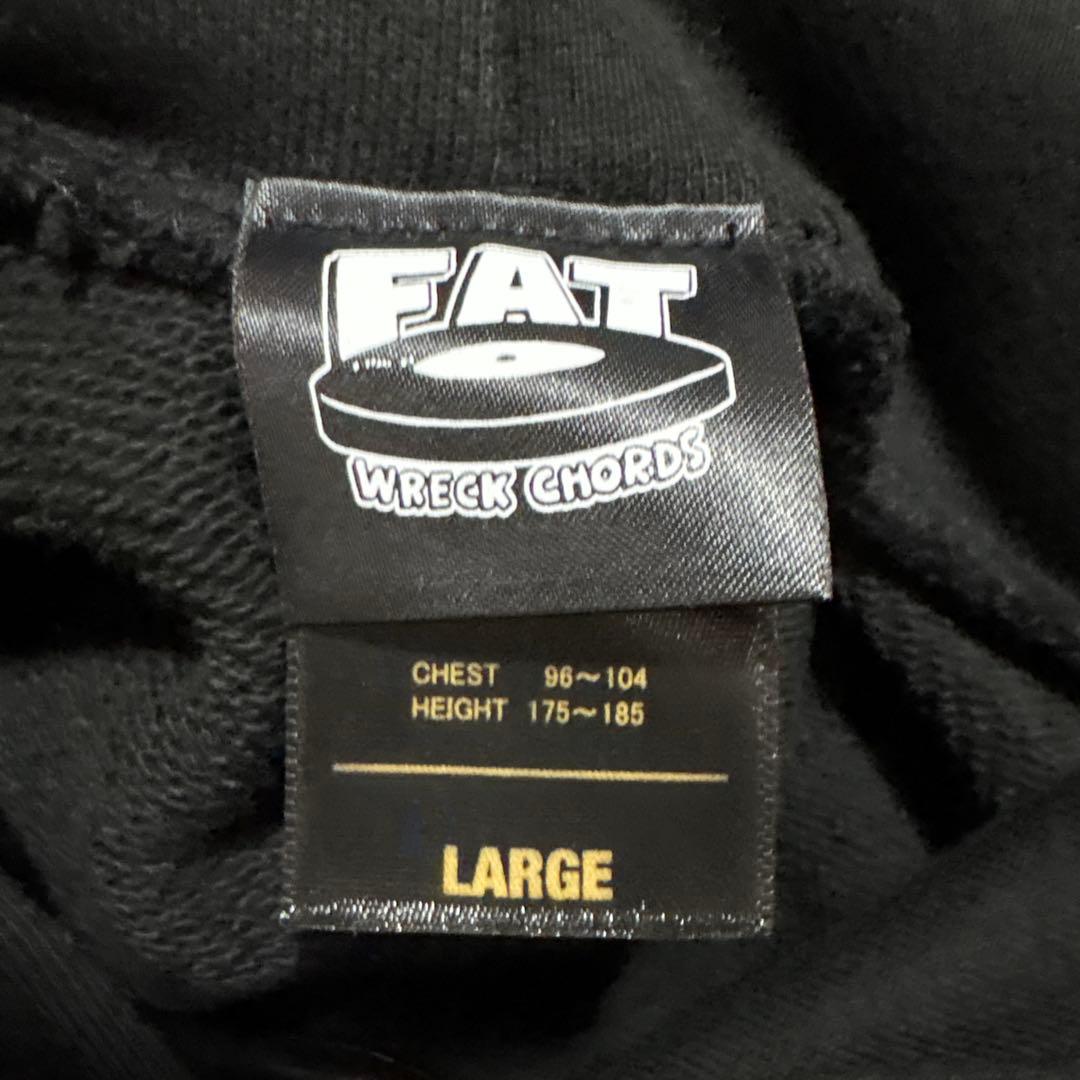 FAT
WRECK CHORDS
CHEST 96~104
HEIGHT 175~185
LARGE